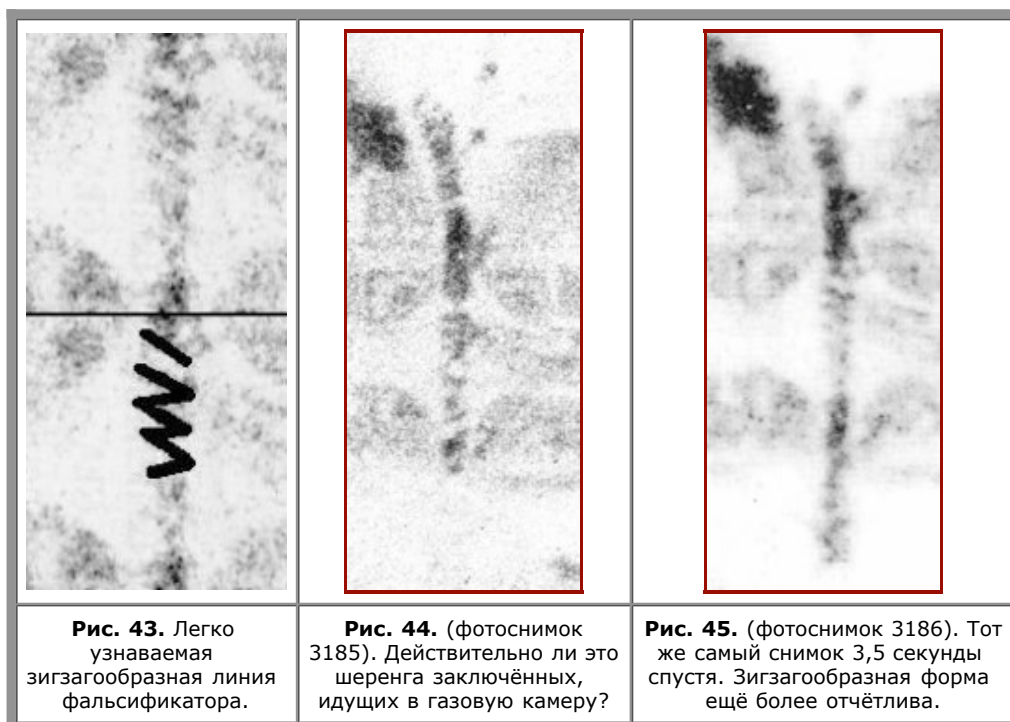 Рис. 43. Легко
узнаваемая
зигзагообразная линия
фальсификатора.
Рис. 44. (фотоснимок
3185). Действительно ли это
шеренга заключённых,
идущих в газовую камеру?
Рис. 45. (фотоснимок 3186). Тот
же самый снимок 3,5 секунды
спустя. Зигзагообразная форма
ещё более отчётлива.